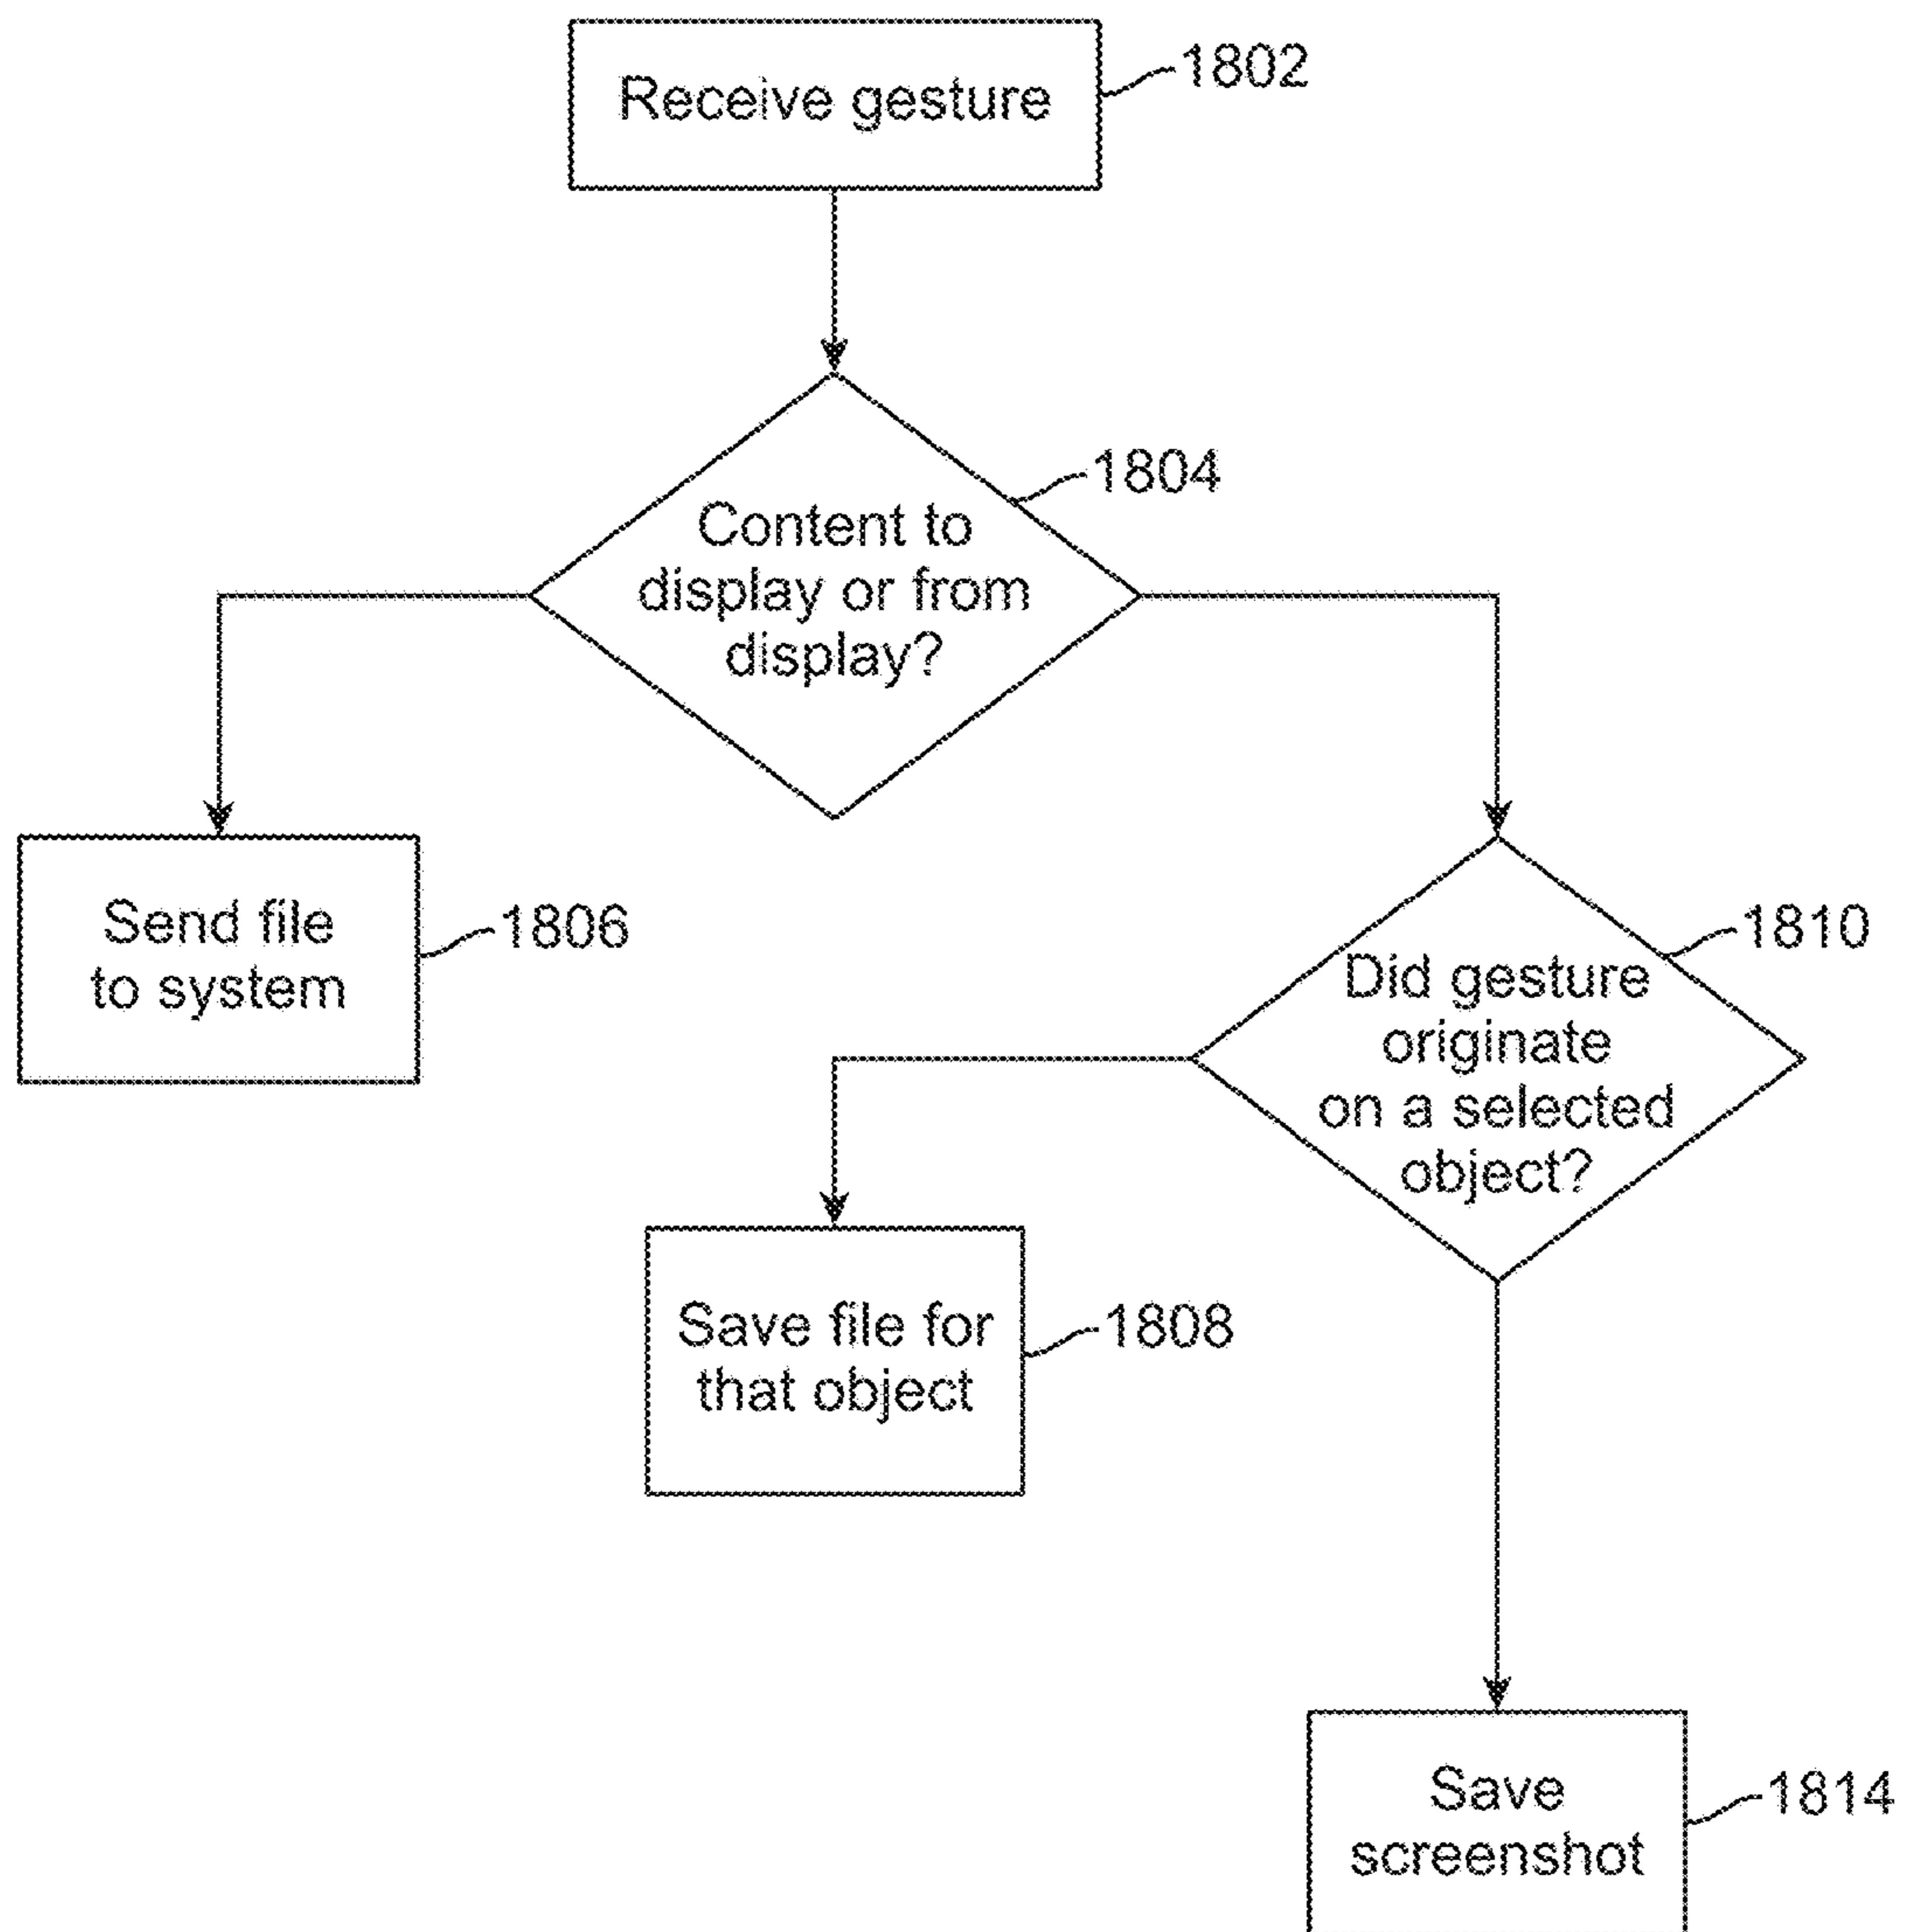 Receive gesture
1802
1804
Content to
display or from
display?
Send file
to system
1806
1810
Did gesture
originate
on a selected
object?
Save file for
that object
1808
Save
screenshot
1814